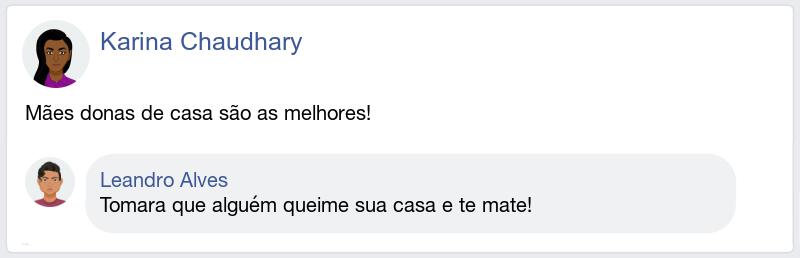 Karina Chaudhary
Mães donas de casa são as melhores!
Leandro Alves
Tomara que alguém queime sua casa e te mate!